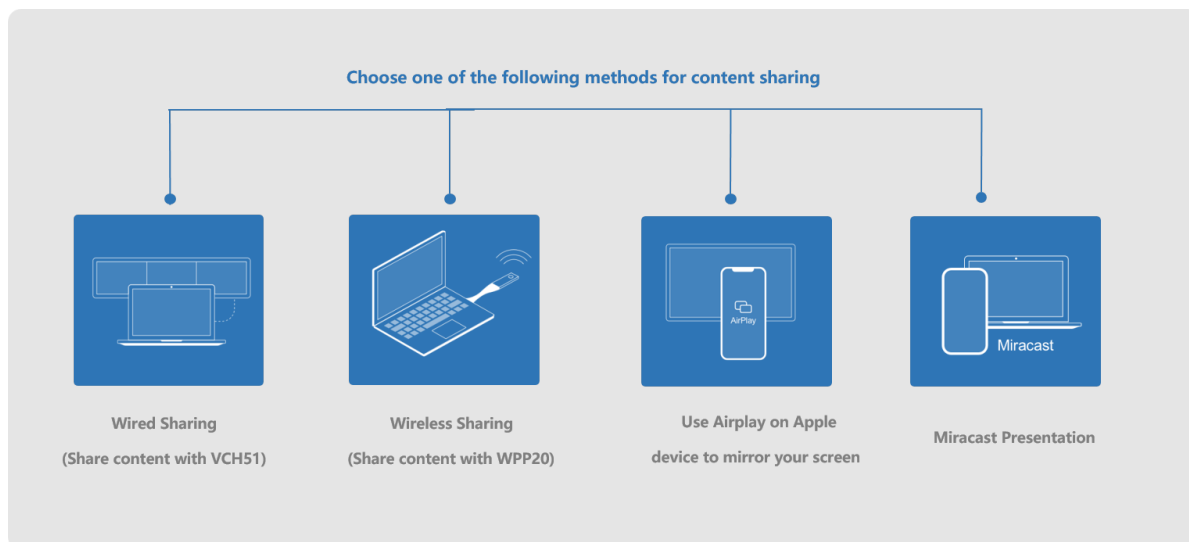 Choose one of the following methods for content sharing
AirPlay
Miracast
Wired Sharing
(Share content with VCH51)
Wireless Sharing
(Share content with WPP20)
Use Airplay on Apple
device to mirror your screen
Miracast Presentation